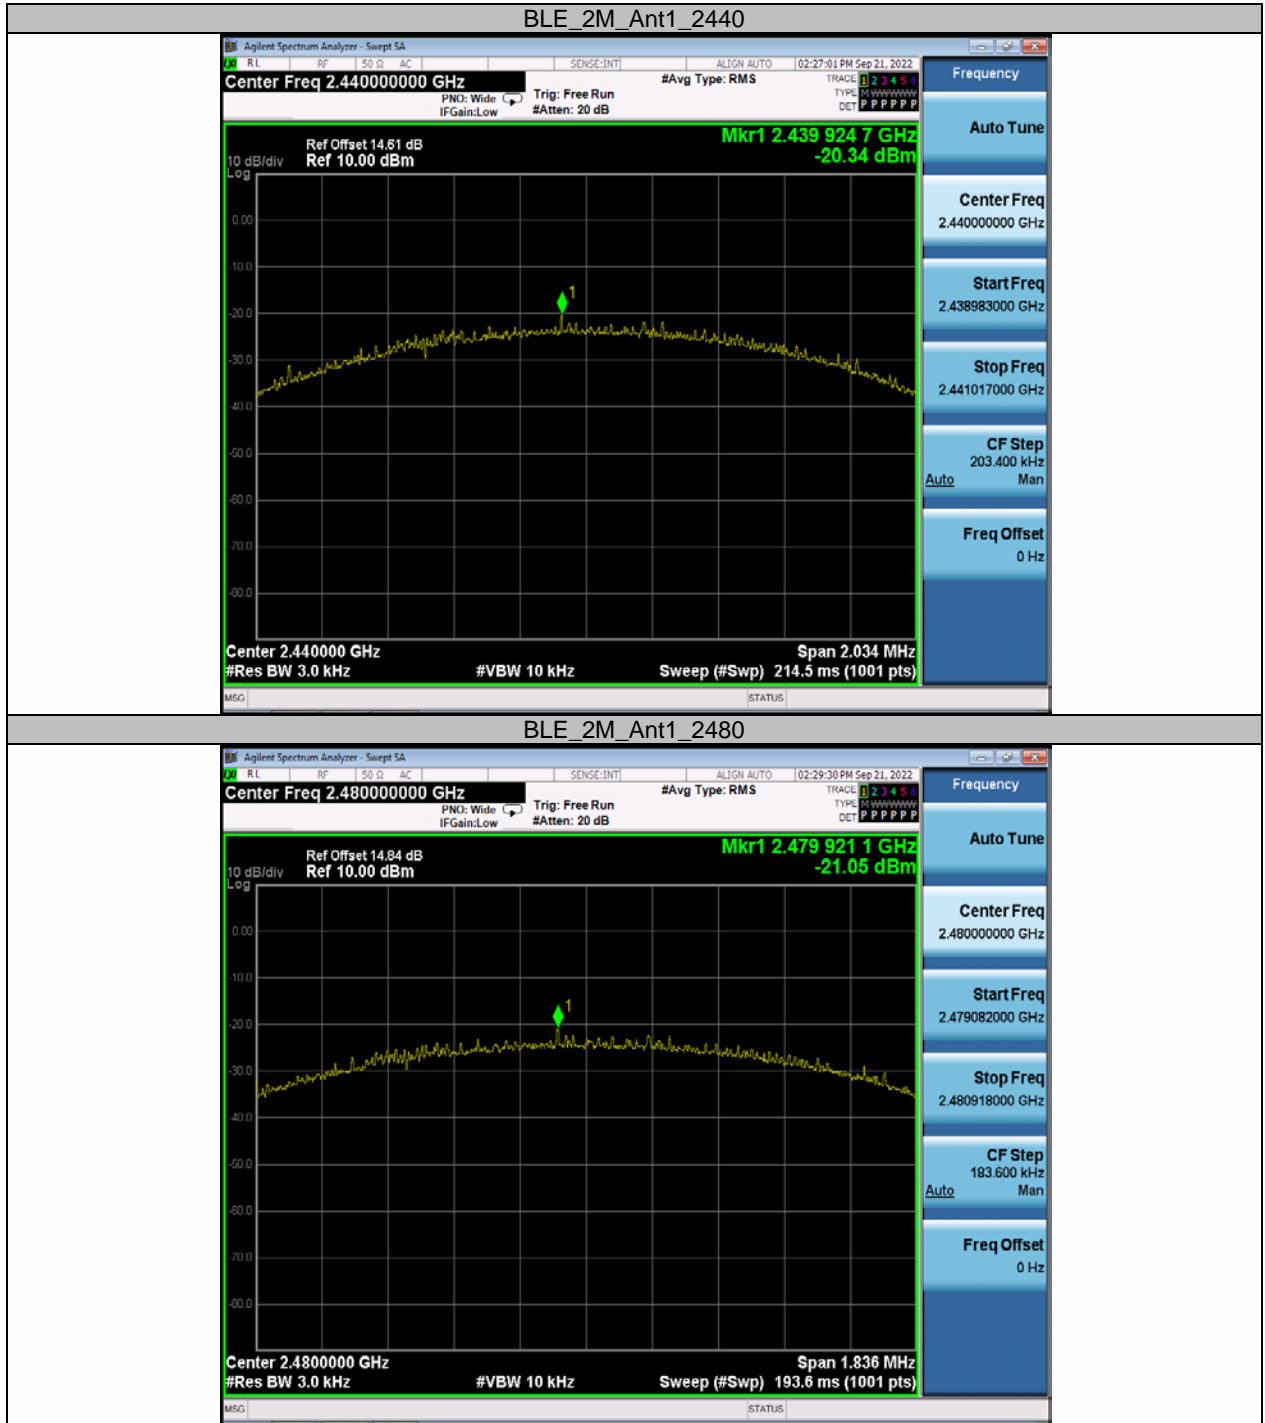 BLE_2M_Ant1_2440
Agilent Spectrum Analyzer - Swept SA
RL RF 50 Ω AC SENSE:INT ALIGN AUTO 02:27:01 PM Sep 21, 2022
Center Freq 2.440000000 GHz #Avg Type: RMS TRACE 1 2 3 4 5 6
PNO: Wide Trig: Free Run TYPE M WWWWW
IFGain:Low #Atten: 20 dB DET P P P P P P
Frequency
Mkr1 2.439 924 7 GHz
-20.34 dBm
Ref Offset 14.61 dB
10 dB/div Ref 10.00 dBm
Log
0.00
-10.0
-20.0
-30.0
-40.0
-50.0
-60.0
-70.0
-80.0
1
Center 2.440000 GHz Span 2.034 MHz
#Res BW 3.0 kHz #VBW 10 kHz Sweep (#Swp) 214.5 ms (1001 pts)
MSG STATUS
Auto Tune
Center Freq
2.440000000 GHz
Start Freq
2.438983000 GHz
Stop Freq
2.441017000 GHz
CF Step
203.400 kHz
Auto Man
Freq Offset
0 Hz
BLE_2M_Ant1_2480
Agilent Spectrum Analyzer - Swept SA
RL RF 50 Ω AC SENSE:INT ALIGN AUTO 02:29:30 PM Sep 21, 2022
Center Freq 2.480000000 GHz #Avg Type: RMS TRACE 1 2 3 4 5 6
PNO: Wide Trig: Free Run TYPE M WWWWW
IFGain:Low #Atten: 20 dB DET P P P P P P
Frequency
Mkr1 2.479 921 1 GHz
-21.05 dBm
Ref Offset 14.84 dB
10 dB/div Ref 10.00 dBm
Log
0.00
-10.0
-20.0
-30.0
-40.0
-50.0
-60.0
-70.0
-80.0
1
Center 2.4800000 GHz Span 1.836 MHz
#Res BW 3.0 kHz #VBW 10 kHz Sweep (#Swp) 193.6 ms (1001 pts)
MSG STATUS
Auto Tune
Center Freq
2.480000000 GHz
Start Freq
2.479082000 GHz
Stop Freq
2.480918000 GHz
CF Step
183.600 kHz
Auto Man
Freq Offset
0 Hz